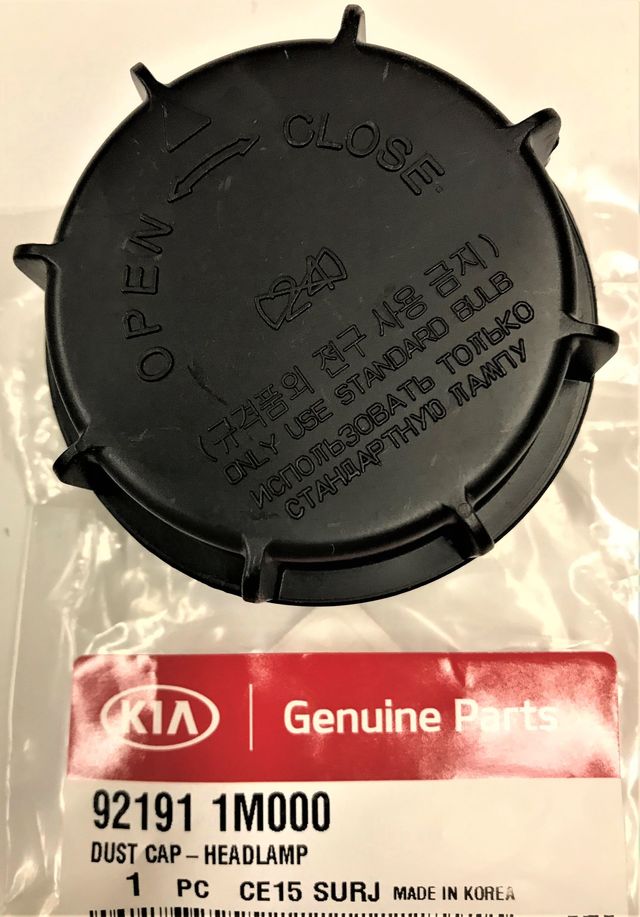 CLOSE
OPEN
(규격품외 전구 사용 금지)
ONLY USE STANDARD BULB
ИСПОЛЬЗОВАТЬ ТОЛЬКО
СТАНДАРТНУЮ ЛАМПУ
KIA Genuine Parts
92191 1M000
DUST CAP – HEADLAMP
1 PC CE15 SURJ MADE IN KOREA